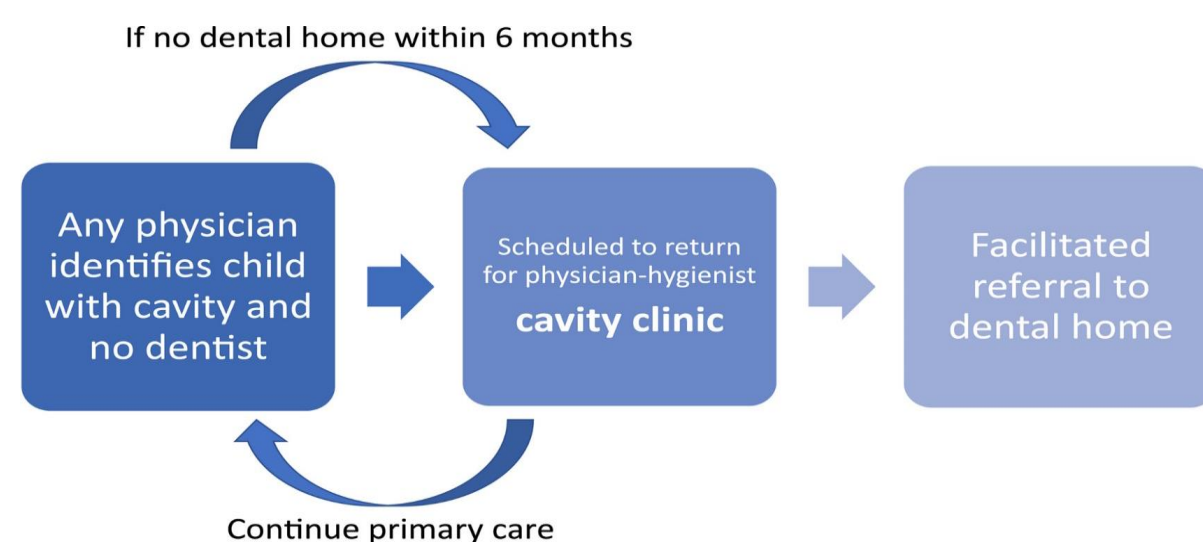 If no dental home within 6 months
Any physician
identifies child
with cavity and
no dentist
Scheduled to return
for physician-hygienist
cavity clinic
Facilitated
referral to
dental home
Continue primary care